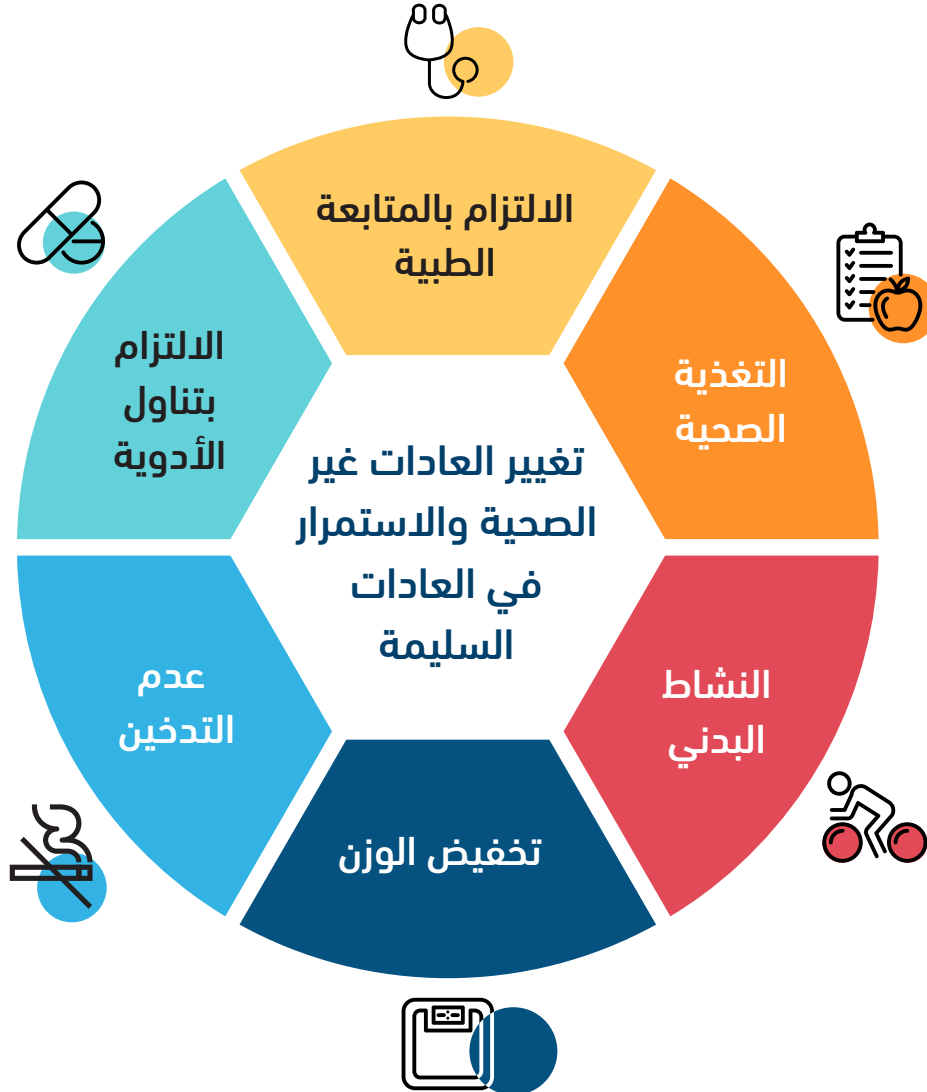 الالتزام بالمتابعة
الطبية
التغذية
الصحية
النشاط
البدني
تخفيض الوزن
عدم
التدخين
الالتزام
بتناول
الأدوية
تغيير العادات غير
الصحية والاستمرار
في العادات
السليمة